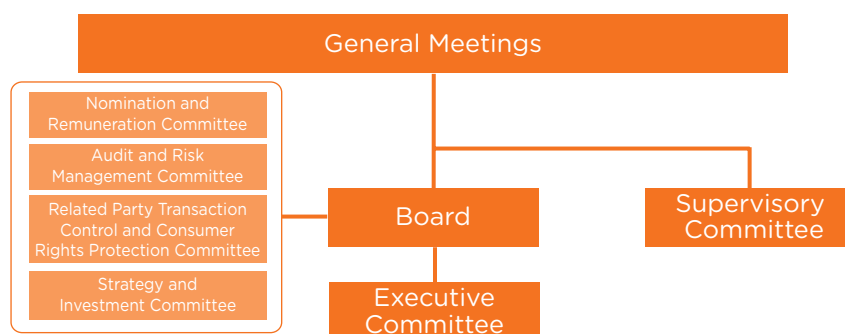 General Meetings
Nomination and
Remuneration Committee
Audit and Risk
Management Committee
Related Party Transaction
Control and Consumer
Rights Protection Committee
Strategy and
Investment Committee
Board
Supervisory
Committee
Executive
Committee